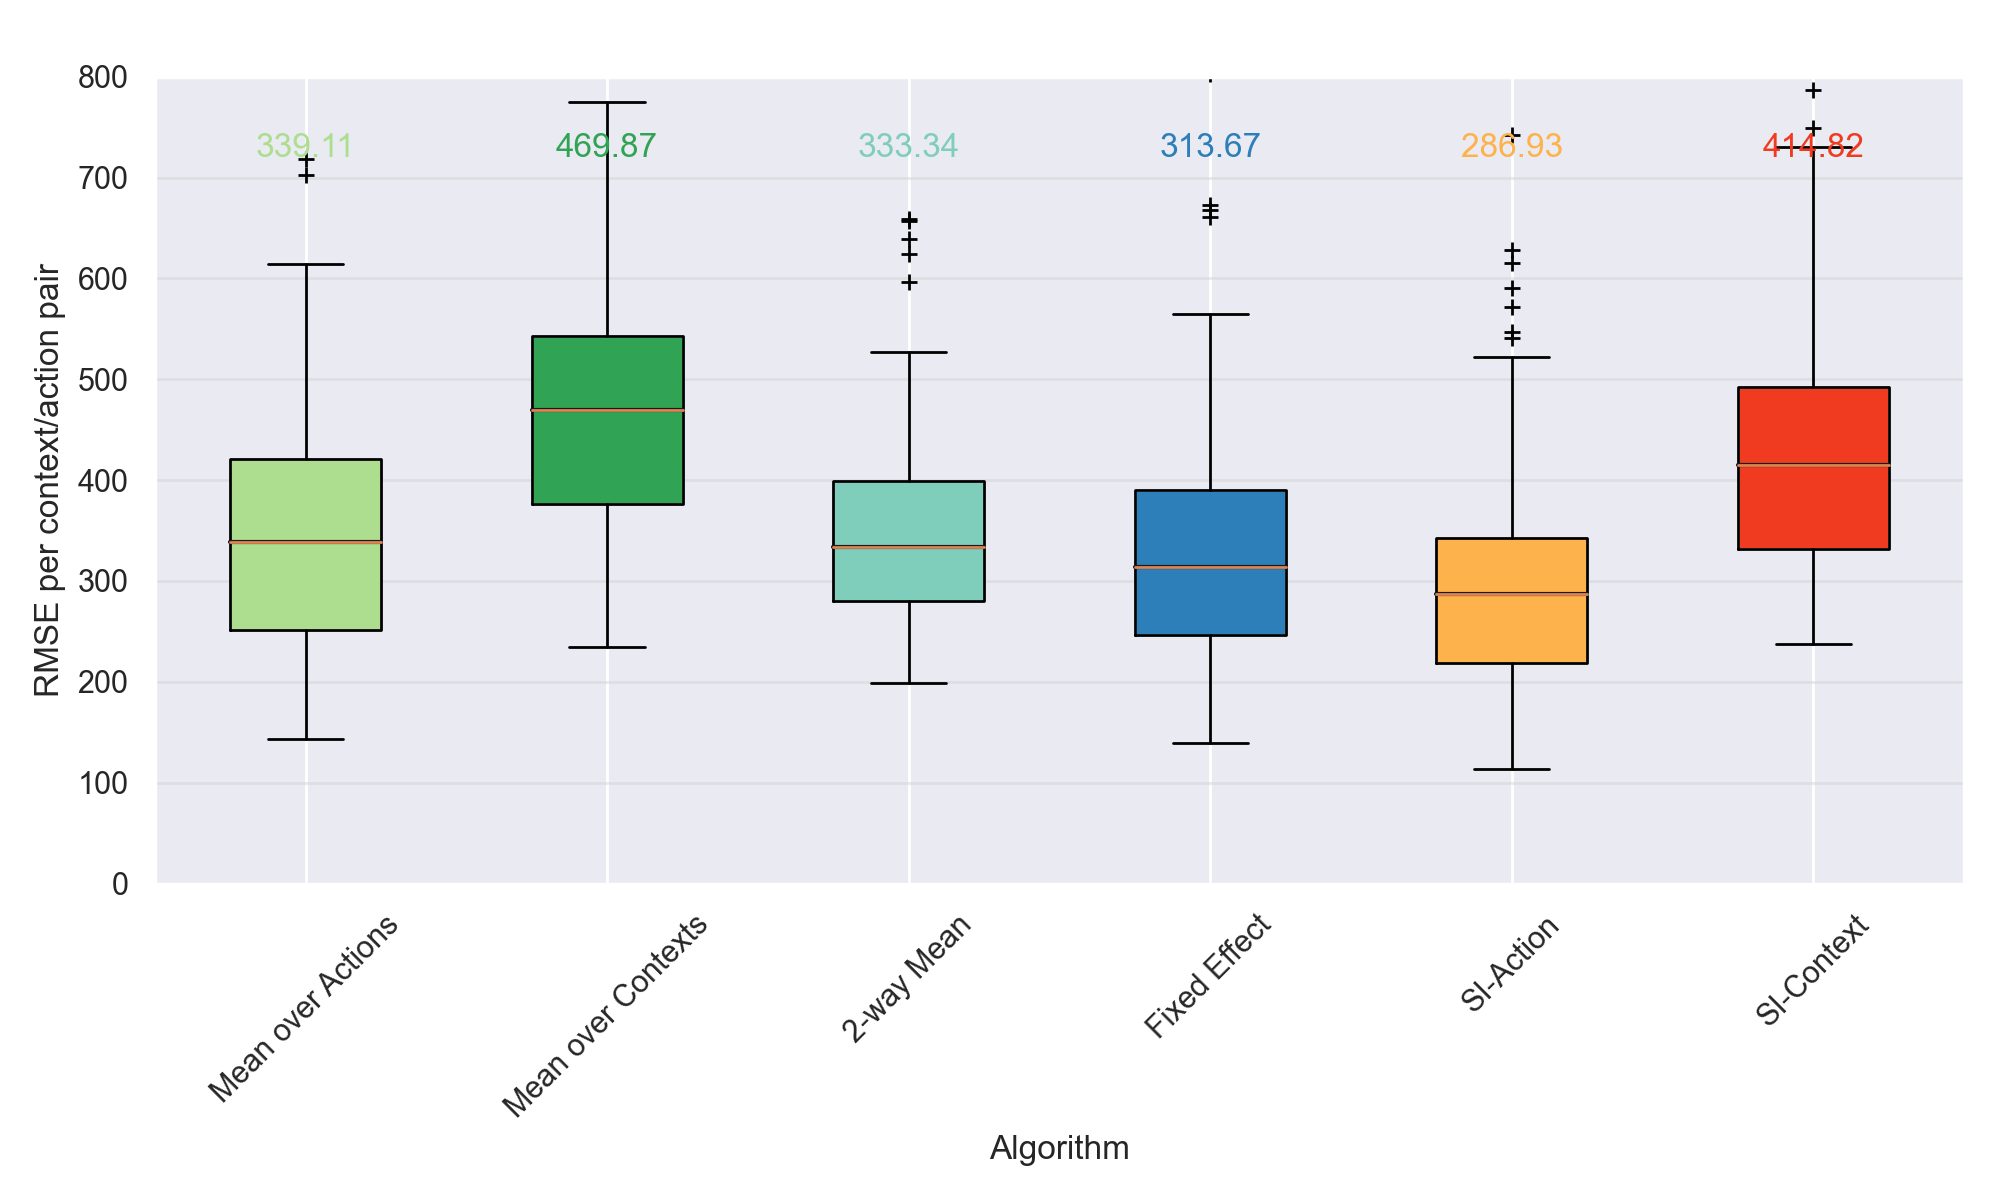 800
700
600
500
400
300
200
100
0
RMSE per context/action pair
339.11
469.87
333.34
313.67
286.93
414.82
Mean over Actions
Mean over Contexts
2-way Mean
Fixed Effect
SI-Action
SI-Context
Algorithm